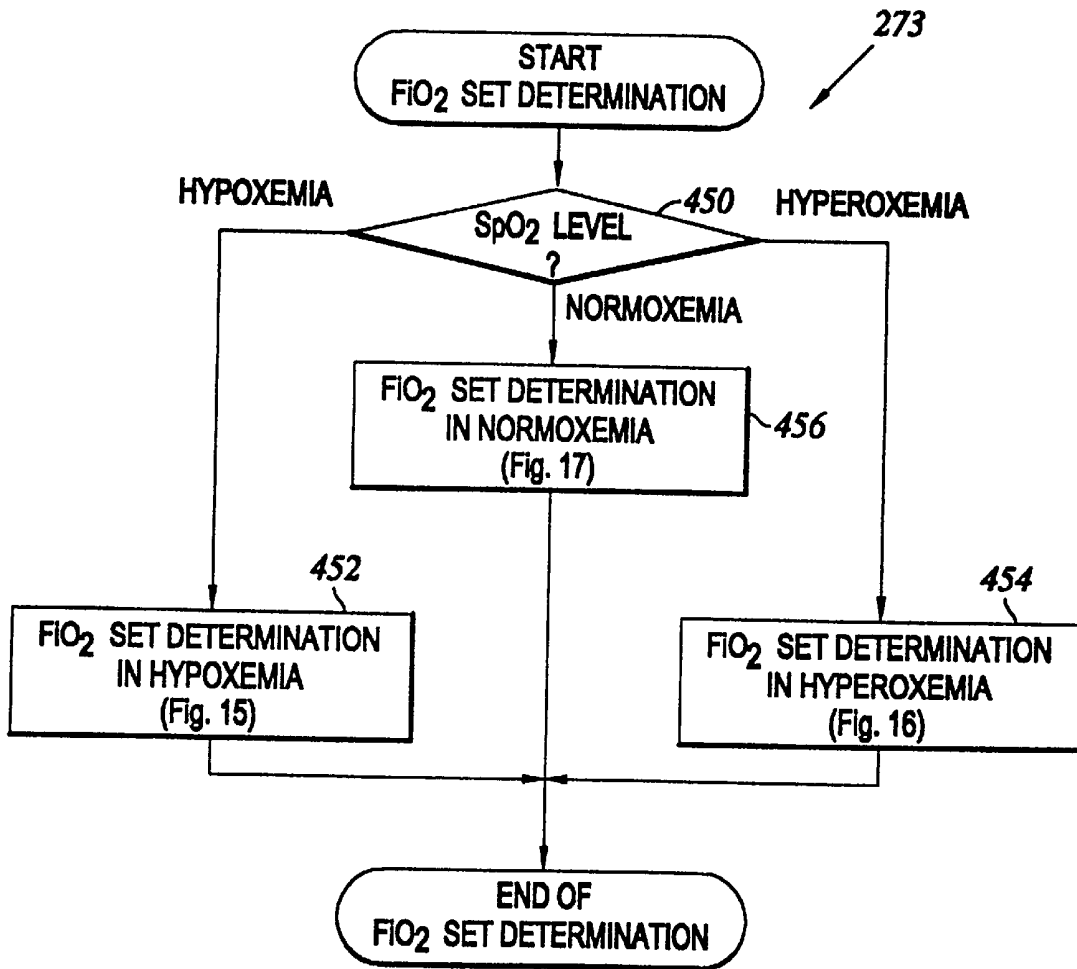 273
START
FiO2 SET DETERMINATION
HYPOXEMIA
450
HYPEROXEMIA
SpO2 LEVEL
?
NORMOXEMIA
FiO2 SET DETERMINATION
IN NORMOXEMIA
(Fig. 17)
456
452
FiO2 SET DETERMINATION
IN HYPOXEMIA
(Fig. 15)
454
FiO2 SET DETERMINATION
IN HYPEROXEMIA
(Fig. 16)
END OF
FiO2 SET DETERMINATION